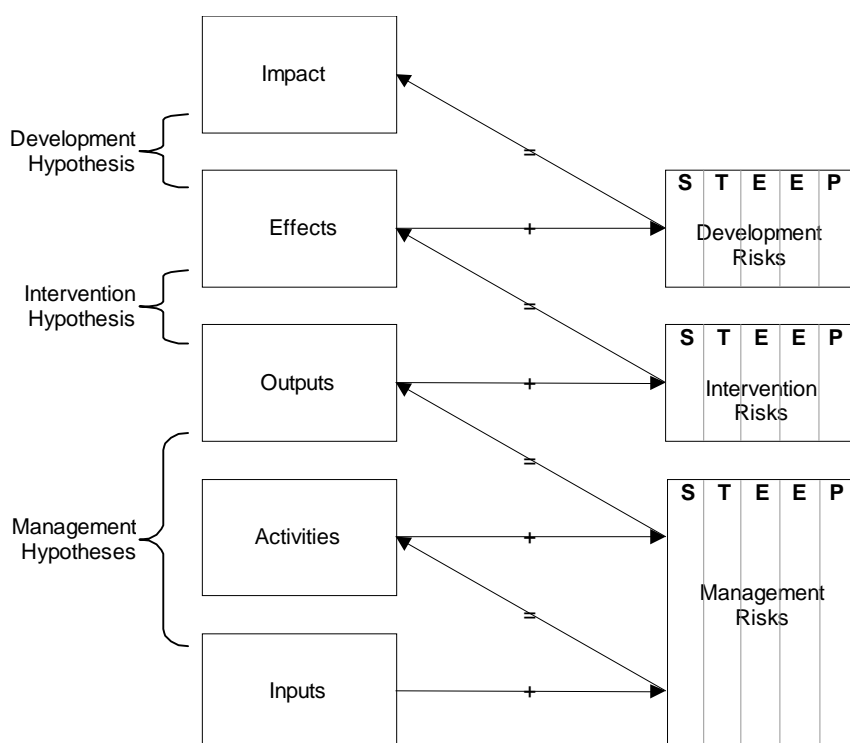 Impact
Development
Hypothesis
=
S T E E P
Effects
+
Development
Risks
Intervention
Hypothesis
=
S T E E P
Outputs
+
Intervention
Risks
=
S T E E P
Management
Hypotheses
Activities
+
Management
Risks
=
Inputs
+